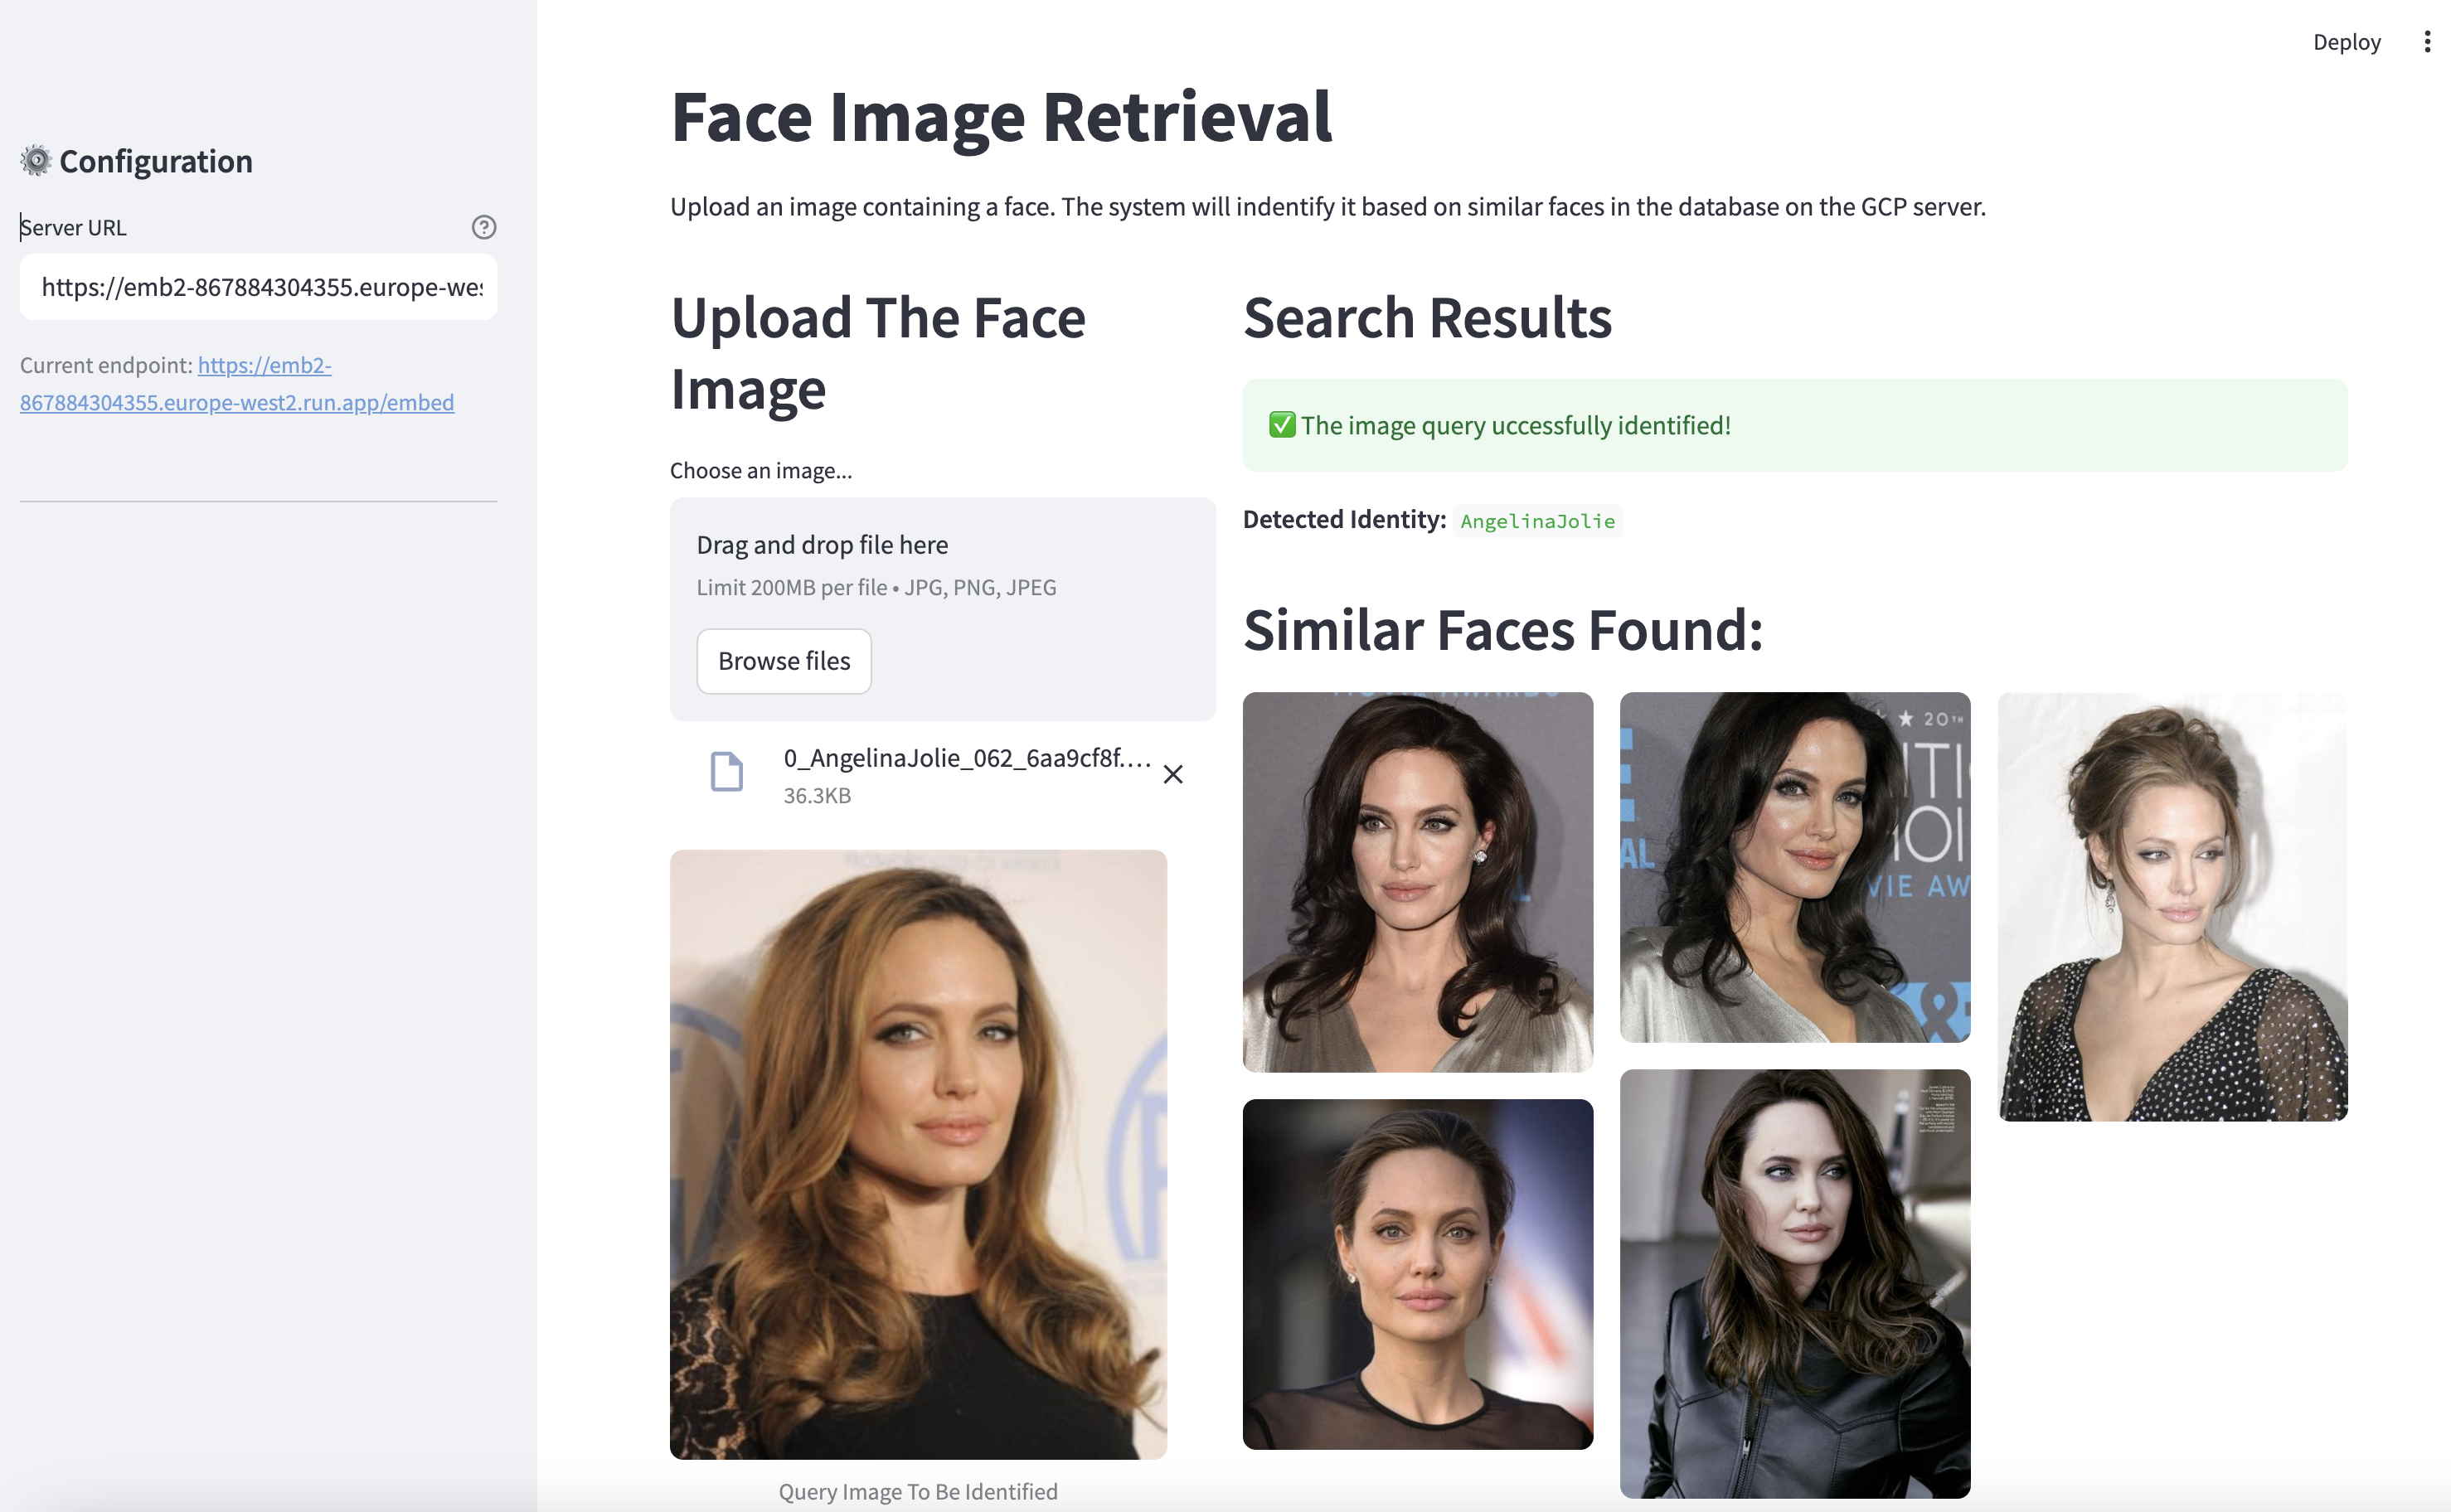 Deploy
⚙ Configuration
Server URL
https://emb2-867884304355.europe-wes
Current endpoint: https://emb2-
867884304355.europe-west2.run.app/embed
Face Image Retrieval
Upload an image containing a face. The system will indentify it based on similar faces in the database on the GCP server.
Upload The Face
Image
Choose an image...
Drag and drop file here
Limit 200MB per file • JPG, PNG, JPEG
Browse files
0_AngelinaJolie_062_6aa9cf8f....
36.3KB
Query Image To Be Identified
Search Results
✅ The image query uccessfully identified!
Detected Identity: AngelinaJolie
Similar Faces Found:
MOVIE AWARDS
★ 20TH
ITI
HOI
AL
VIE AW
&